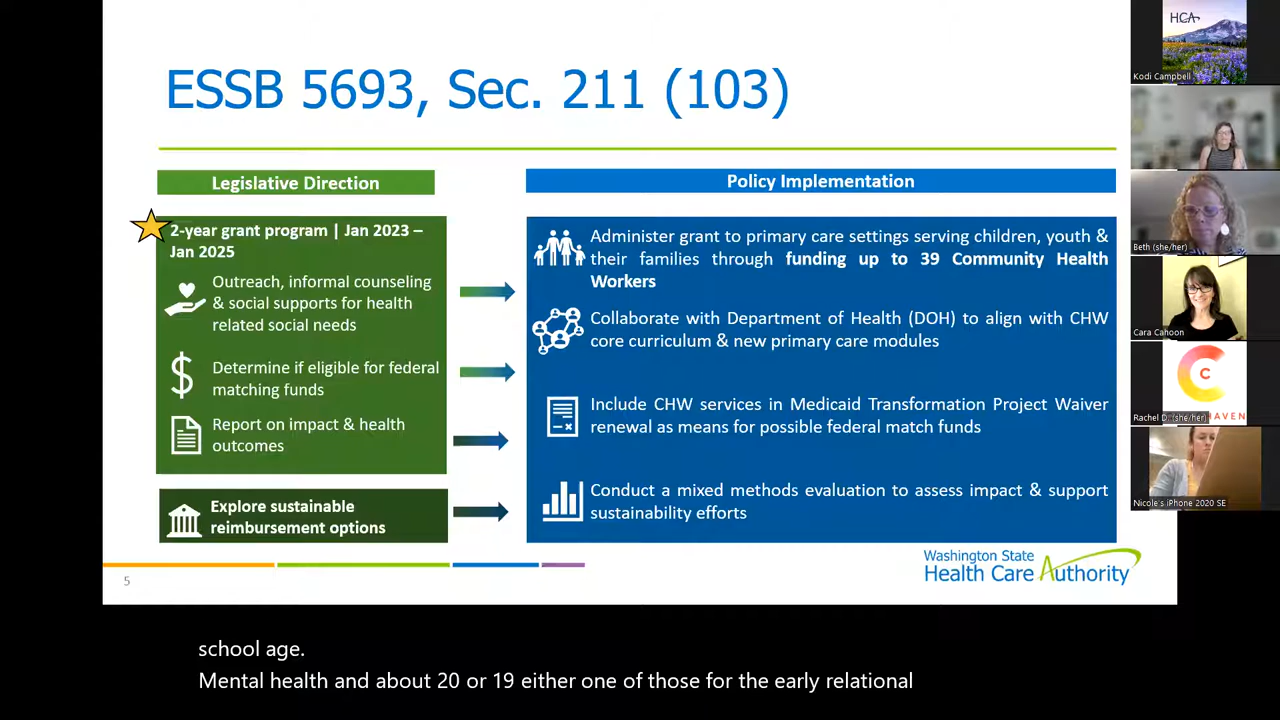 ESSB 5693, Sec. 211 (103)
Legislative Direction
2-year grant program | Jan 2023 –
Jan 2025
Outreach, informal counseling
& social supports for health
related social needs
Determine if eligible for federal
matching funds
Report on impact & health
outcomes
Explore sustainable
reimbursement options
Policy Implementation
Administer grant to primary care settings serving children, youth &
their families through funding up to 39 Community Health
Workers
Collaborate with Department of Health (DOH) to align with CHW
core curriculum & new primary care modules
Include CHW services in Medicaid Transformation Project Waiver
renewal as means for possible federal match funds
Conduct a mixed methods evaluation to assess impact & support
sustainability efforts
5
Washington State
Health Care Authority
HCA
Kodi Campbell
Beth (she/her)
Cara Cahoon
C
HAVEN
Rachel D. (she/her)
Nicole's iPhone 2020 SE
school age.
Mental health and about 20 or 19 either one of those for the early relational